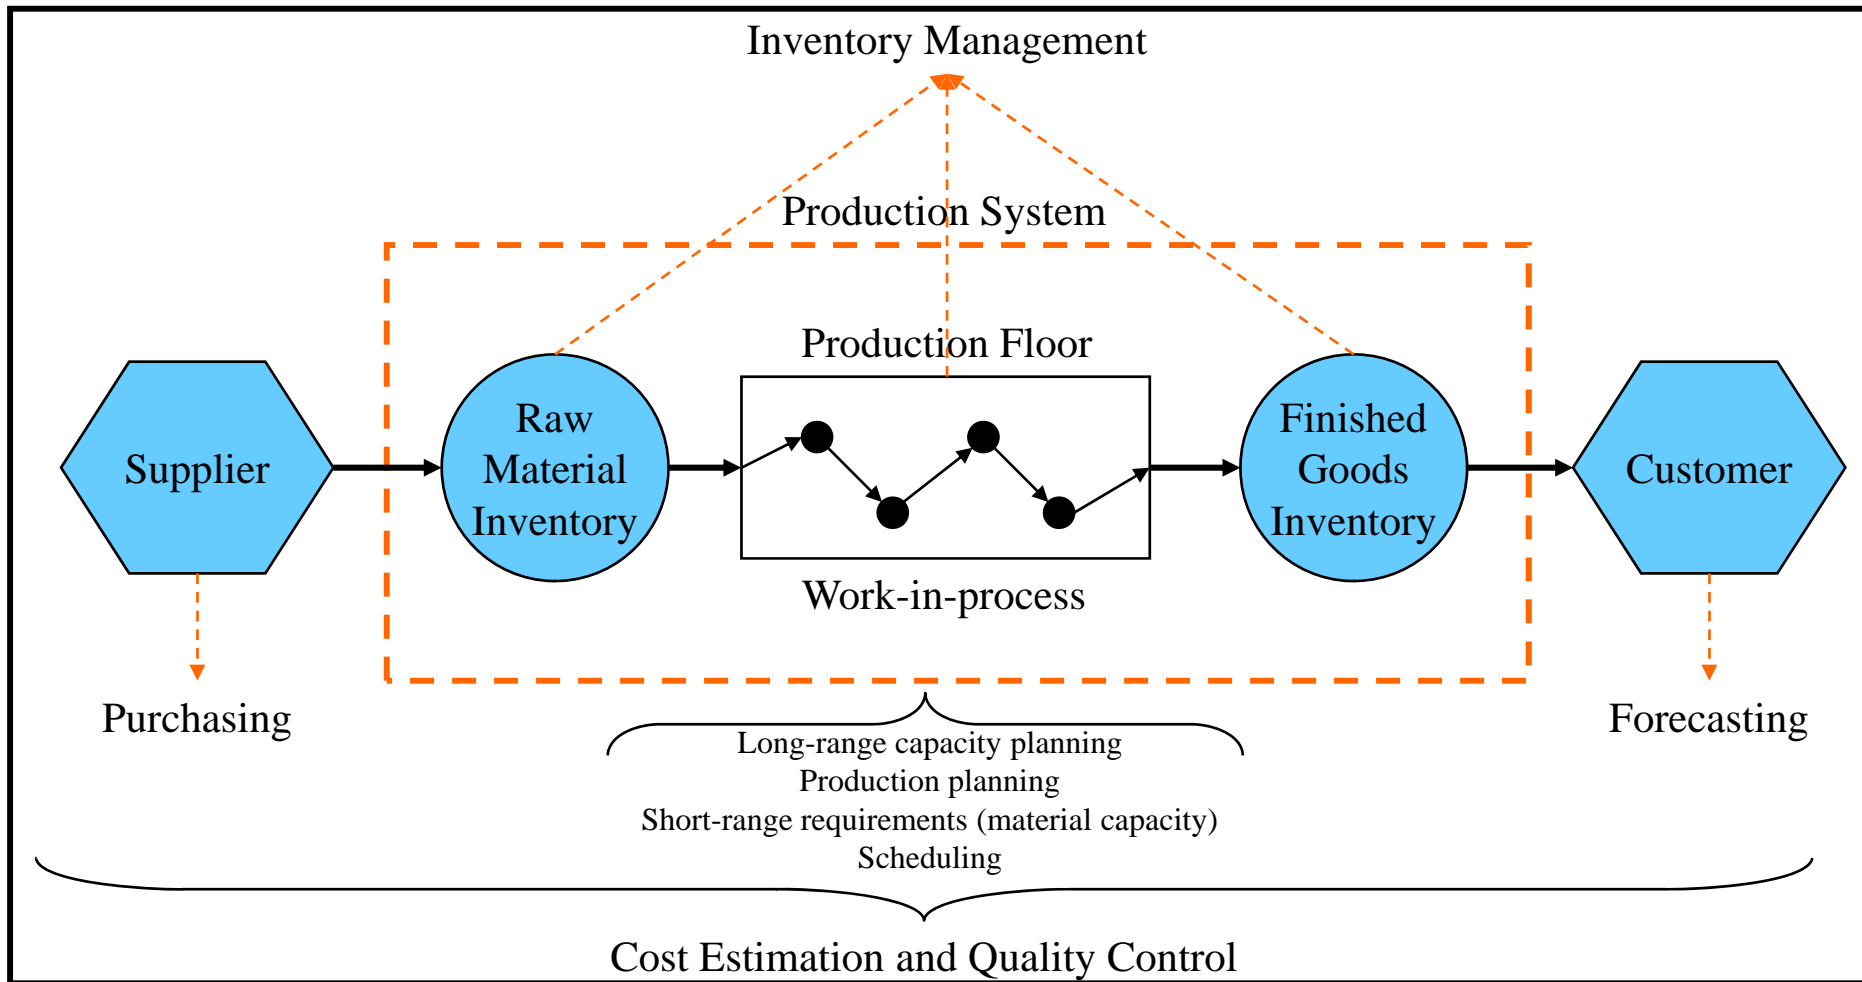 Inventory Management
Production System
Production Floor
Supplier
Raw
Material
Inventory
Finished
Goods
Inventory
Customer
Work-in-process
Purchasing
Forecasting
Long-range capacity planning
Production planning
Short-range requirements (material capacity)
Scheduling
Cost Estimation and Quality Control